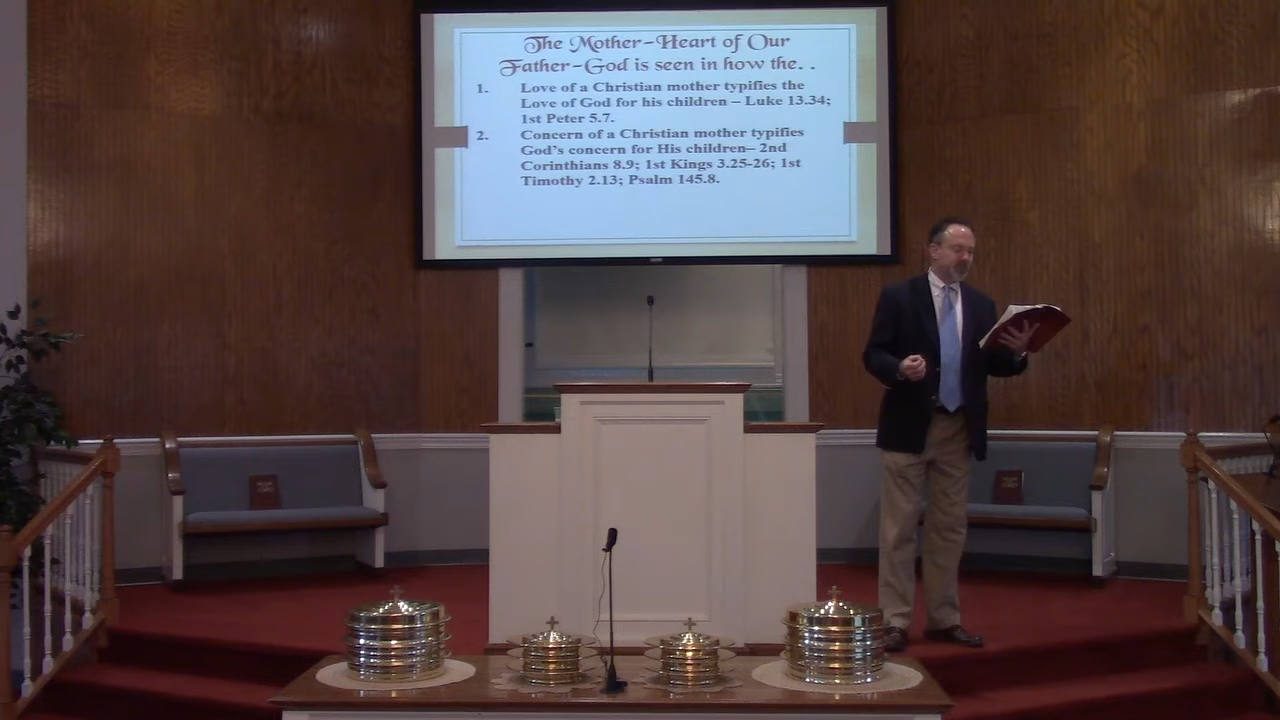 The Mother-Heart of Our
Father-God is seen in how the. .
1. Love of a Christian mother typifies the
Love of God for his children – Luke 13.34;
1st Peter 5.7.
2. Concern of a Christian mother typifies
God's concern for His children– 2nd
Corinthians 8.9; 1st Kings 3.25-26; 1st
Timothy 2.13; Psalm 145.8.